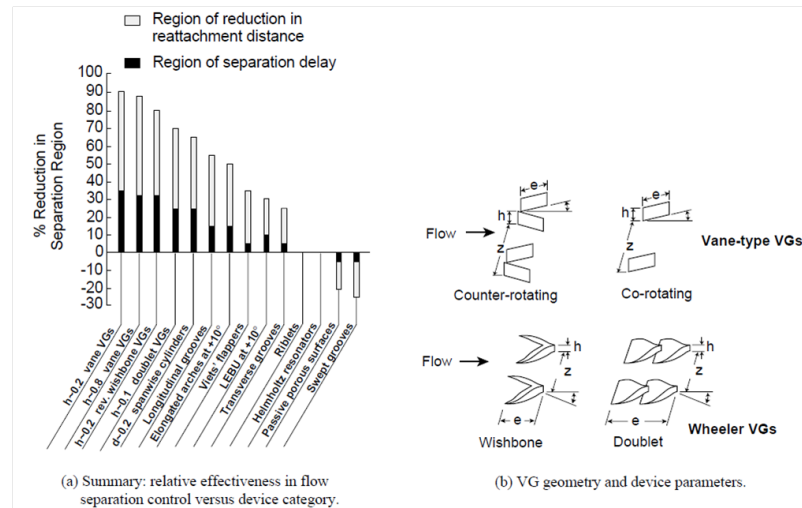 Region of reduction in
reattachment distance
Region of separation delay
% Reduction in
Separation Region
100
90
80
70
60
50
40
30
20
10
0
-10
-20
-30
h~0.2 vane VGs
h~0.8 vane VGs
h~0.2 rev. wishbone VGs
h~0.1 doublet VGs
d~0.2 spanwise cylinders
Longitudinal grooves
Elongated arches at +10°
Viets' flappers
LEBU at +10°
Transverse grooves
Riblets
Helmholtz resonators
Passive porous surfaces
Swept grooves
(a) Summary: relative effectiveness in flow
separation control versus device category.
e
h
Flow
z
Counter-rotating
e
h
z
Co-rotating
Vane-type VGs
Flow
h
z
e
Wishbone
h
z
e
Doublet
Wheeler VGs
(b) VG geometry and device parameters.